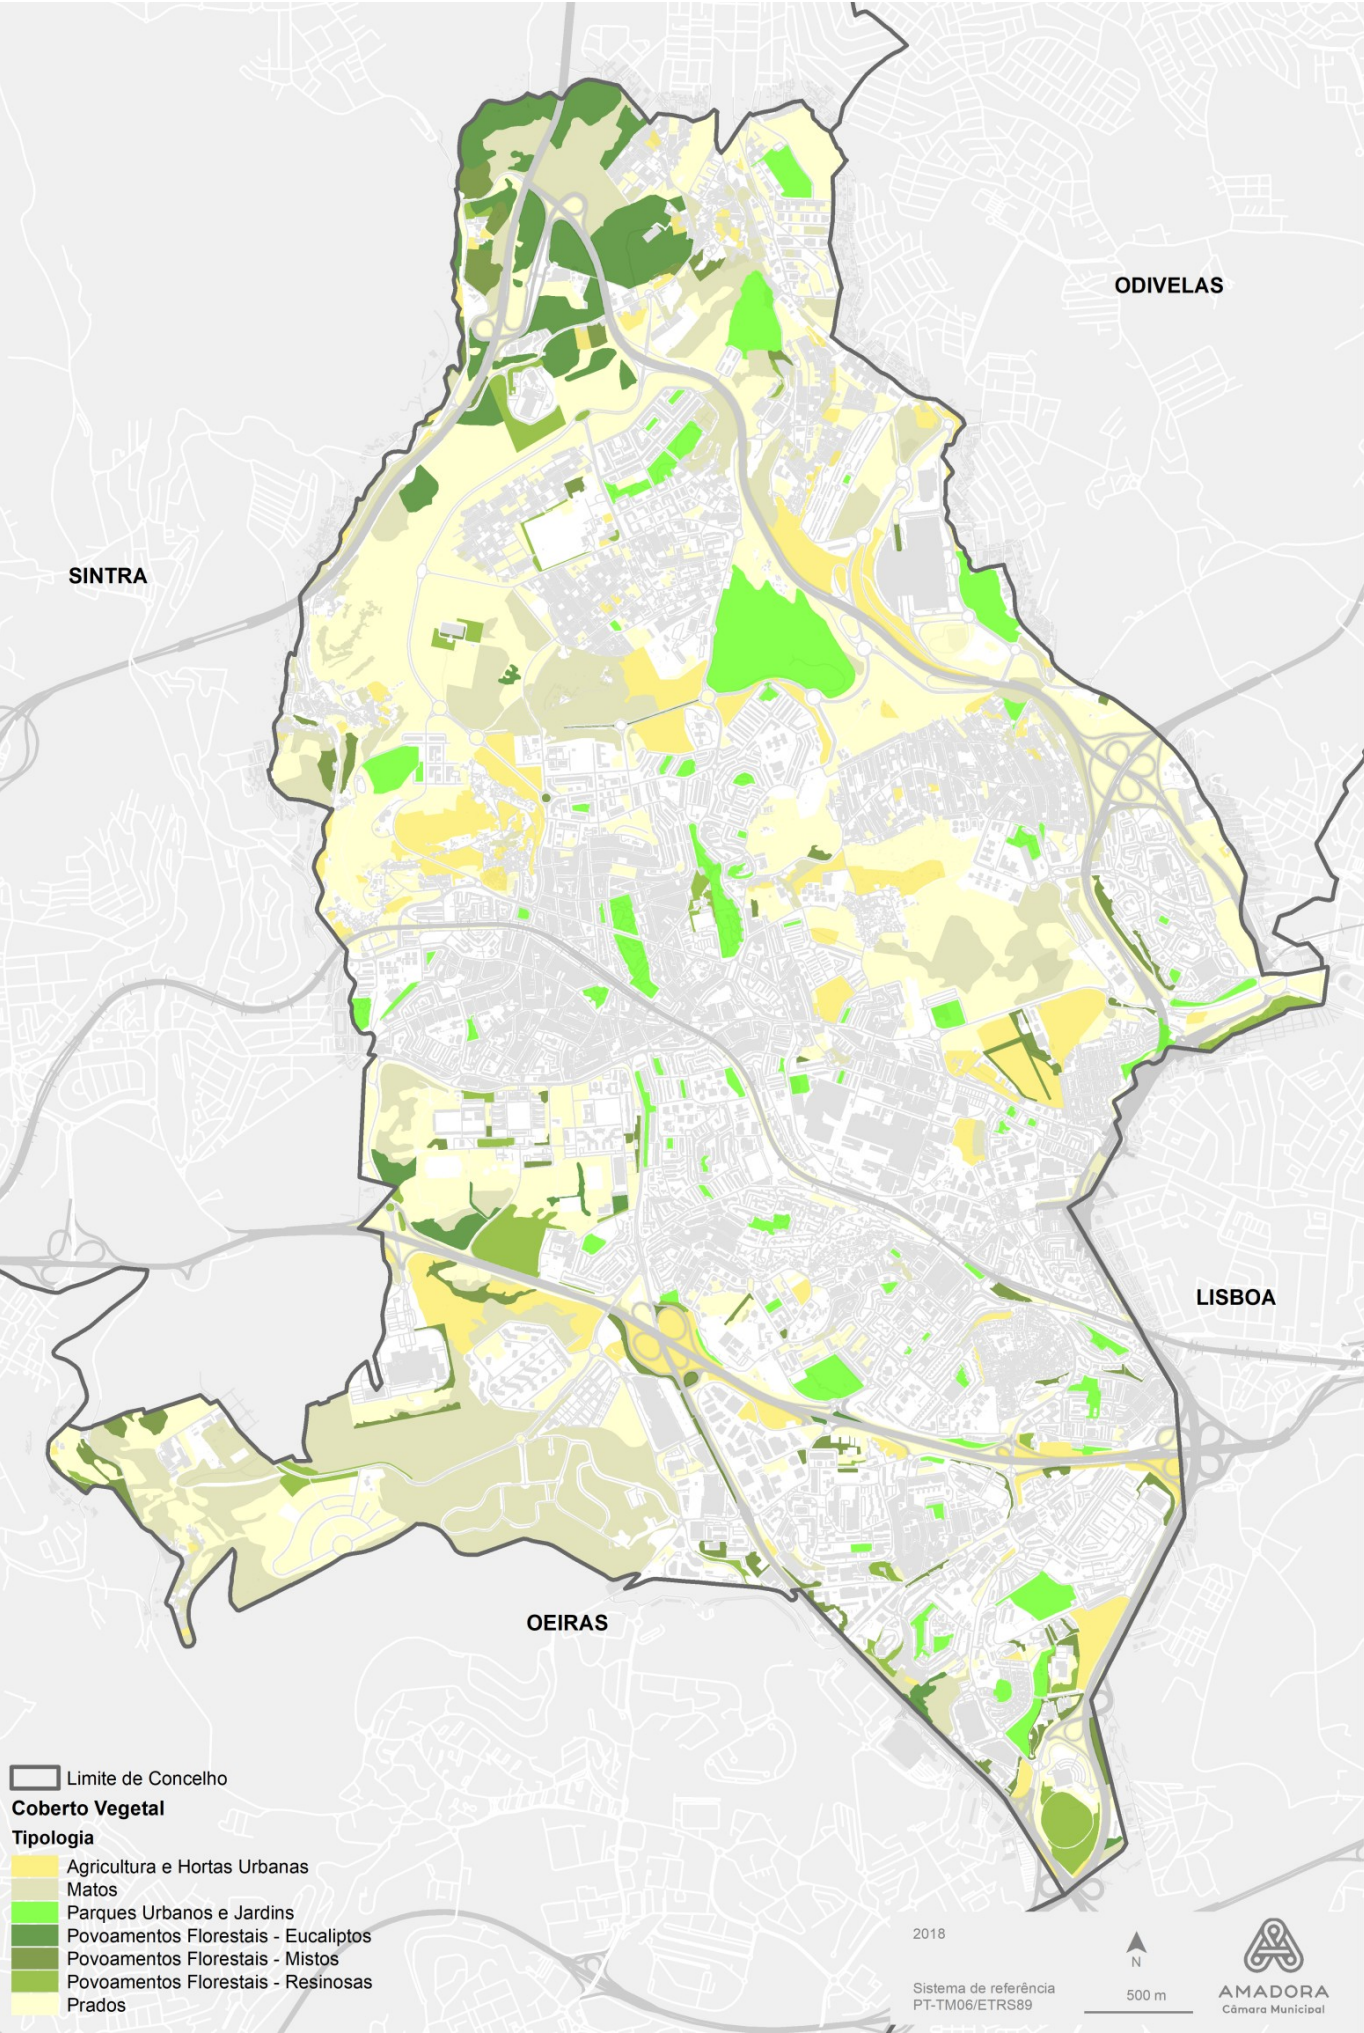 ODIVELAS
SINTRA
LISBOA
OEIRAS
Limite de Concelho
Coberto Vegetal
Tipologia
Agricultura e Hortas Urbanas
Matos
Parques Urbanos e Jardins
Povoamentos Florestais - Eucaliptos
Povoamentos Florestais - Mistos
Povoamentos Florestais - Resinosas
Prados
2018
Sistema de referência
PT-TM06/ETRS89
N
500 m
AMADORA
Câmara Municipal